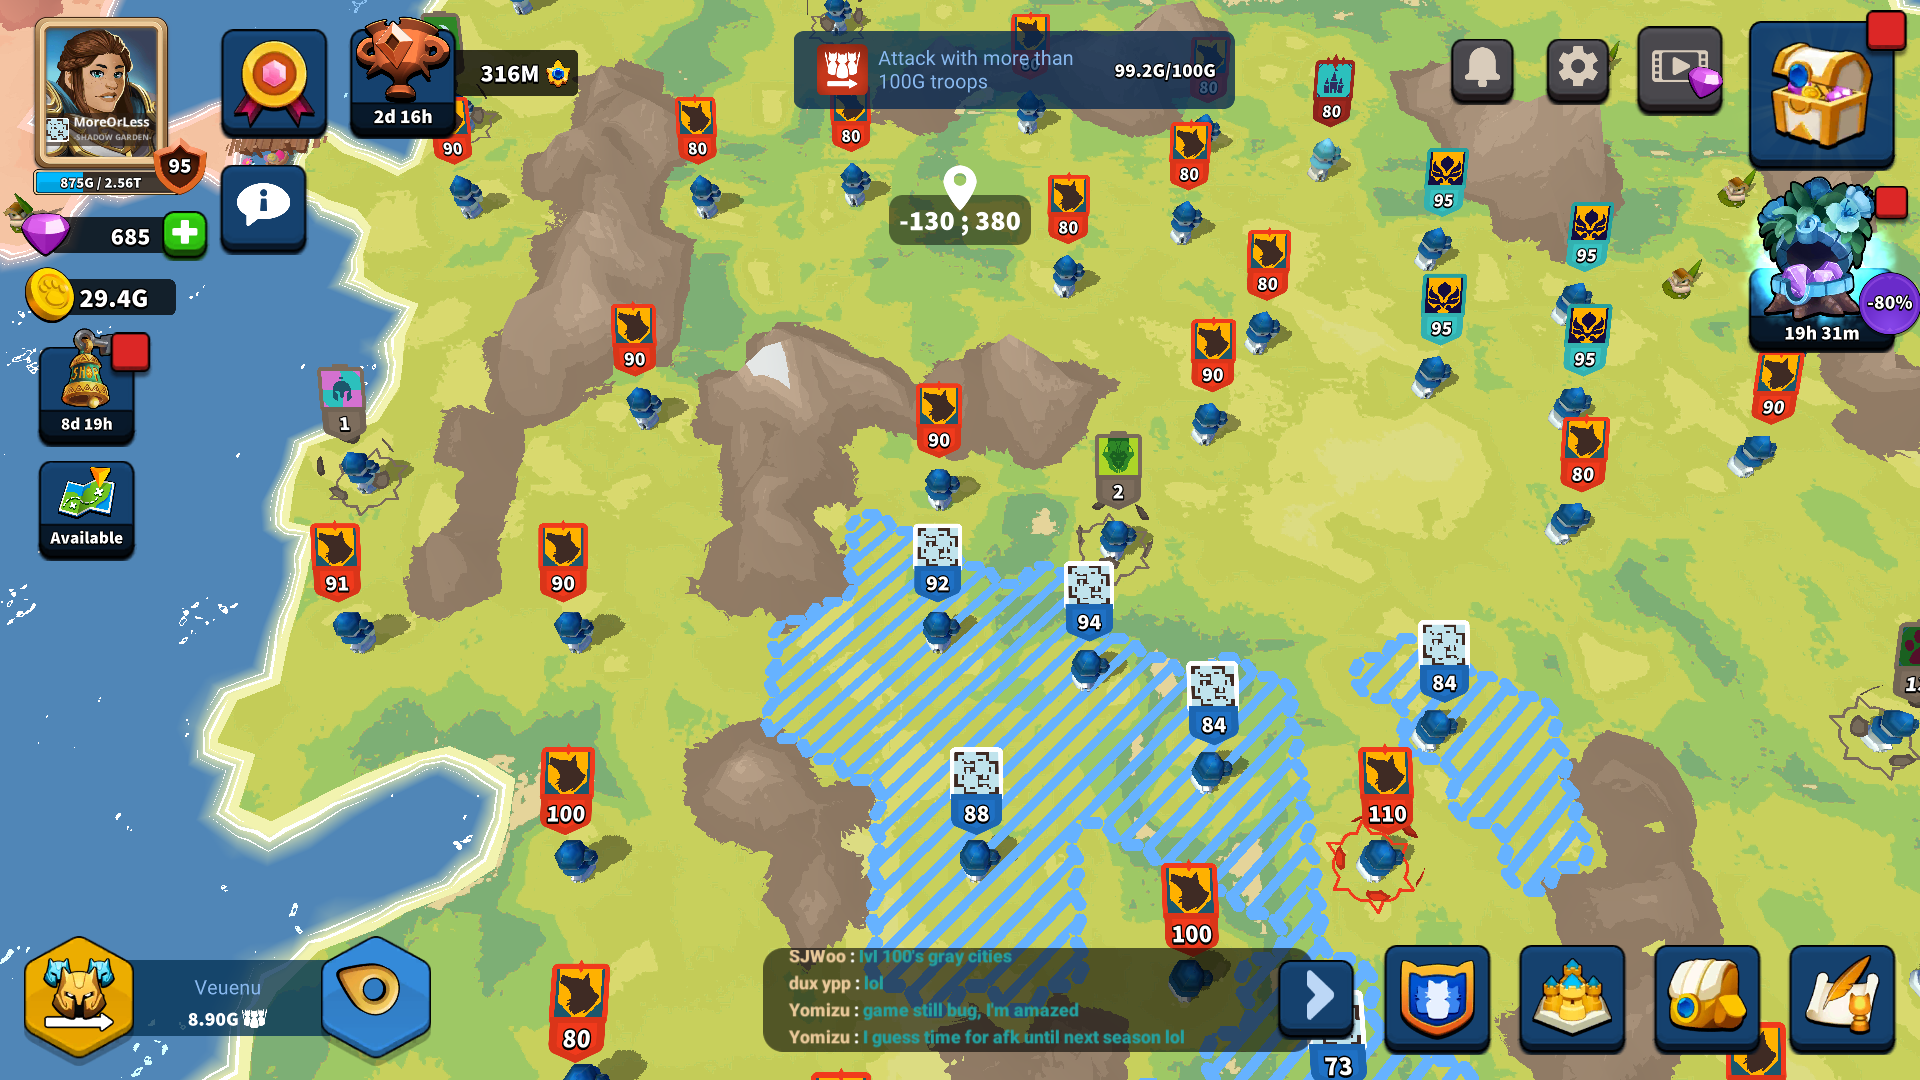 MoreOrLess
-SHADOW GARDEN-
95
875G / 2.56T
685
29.4G
SHOP
8d 19h
Available
2d 16h
316M
Attack with more than
100G troops
99.2G/100G
-130 ; 380
19h 31m
-80%
90
80
80
80
80
80
80
80
95
95
95
95
90
90
90
90
80
1
2
91
90
92
94
84
84
88
100
110
100
80
73
Veuenu
8.90G
SJWoo : lvl 100's gray cities
dux ypp : lol
Yomizu : game still bug, I'm amazed
Yomizu : I guess time for afk until next season lol